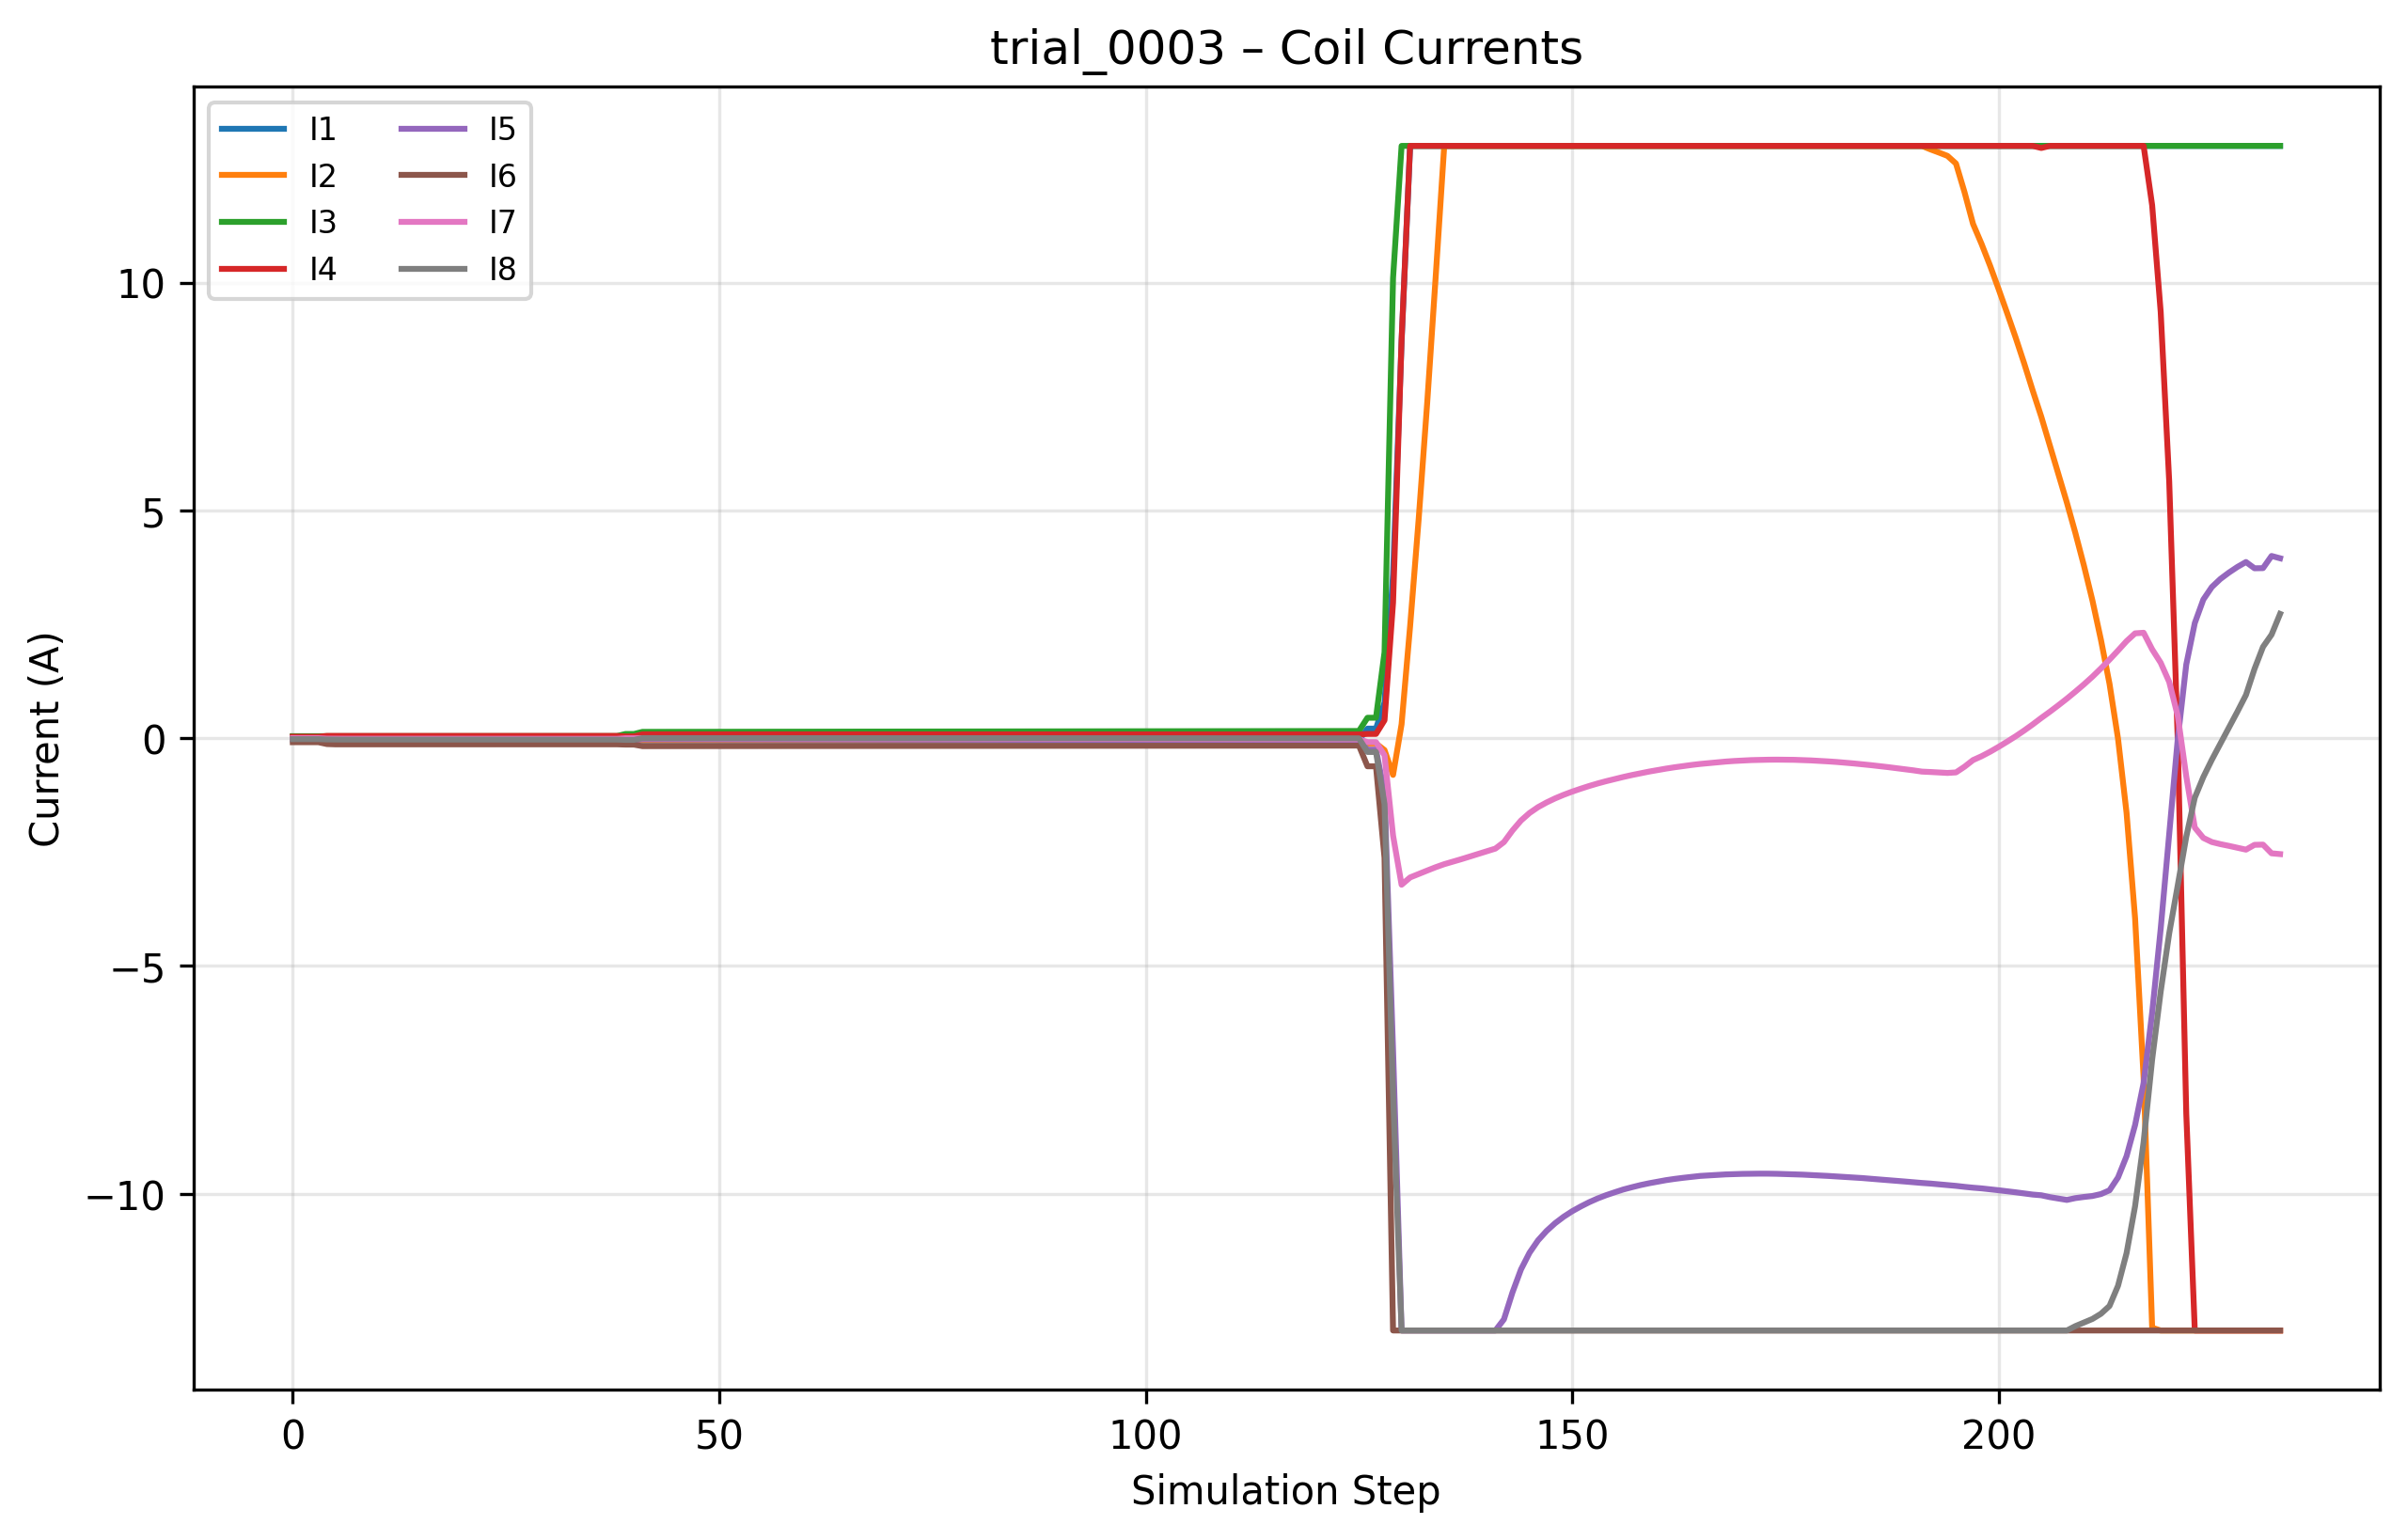 trial_0003 – Coil Currents
I1
I2
I3
I4
I5
I6
I7
I8
10
5
0
−5
−10
Current (A)
0
50
100
150
200
Simulation Step